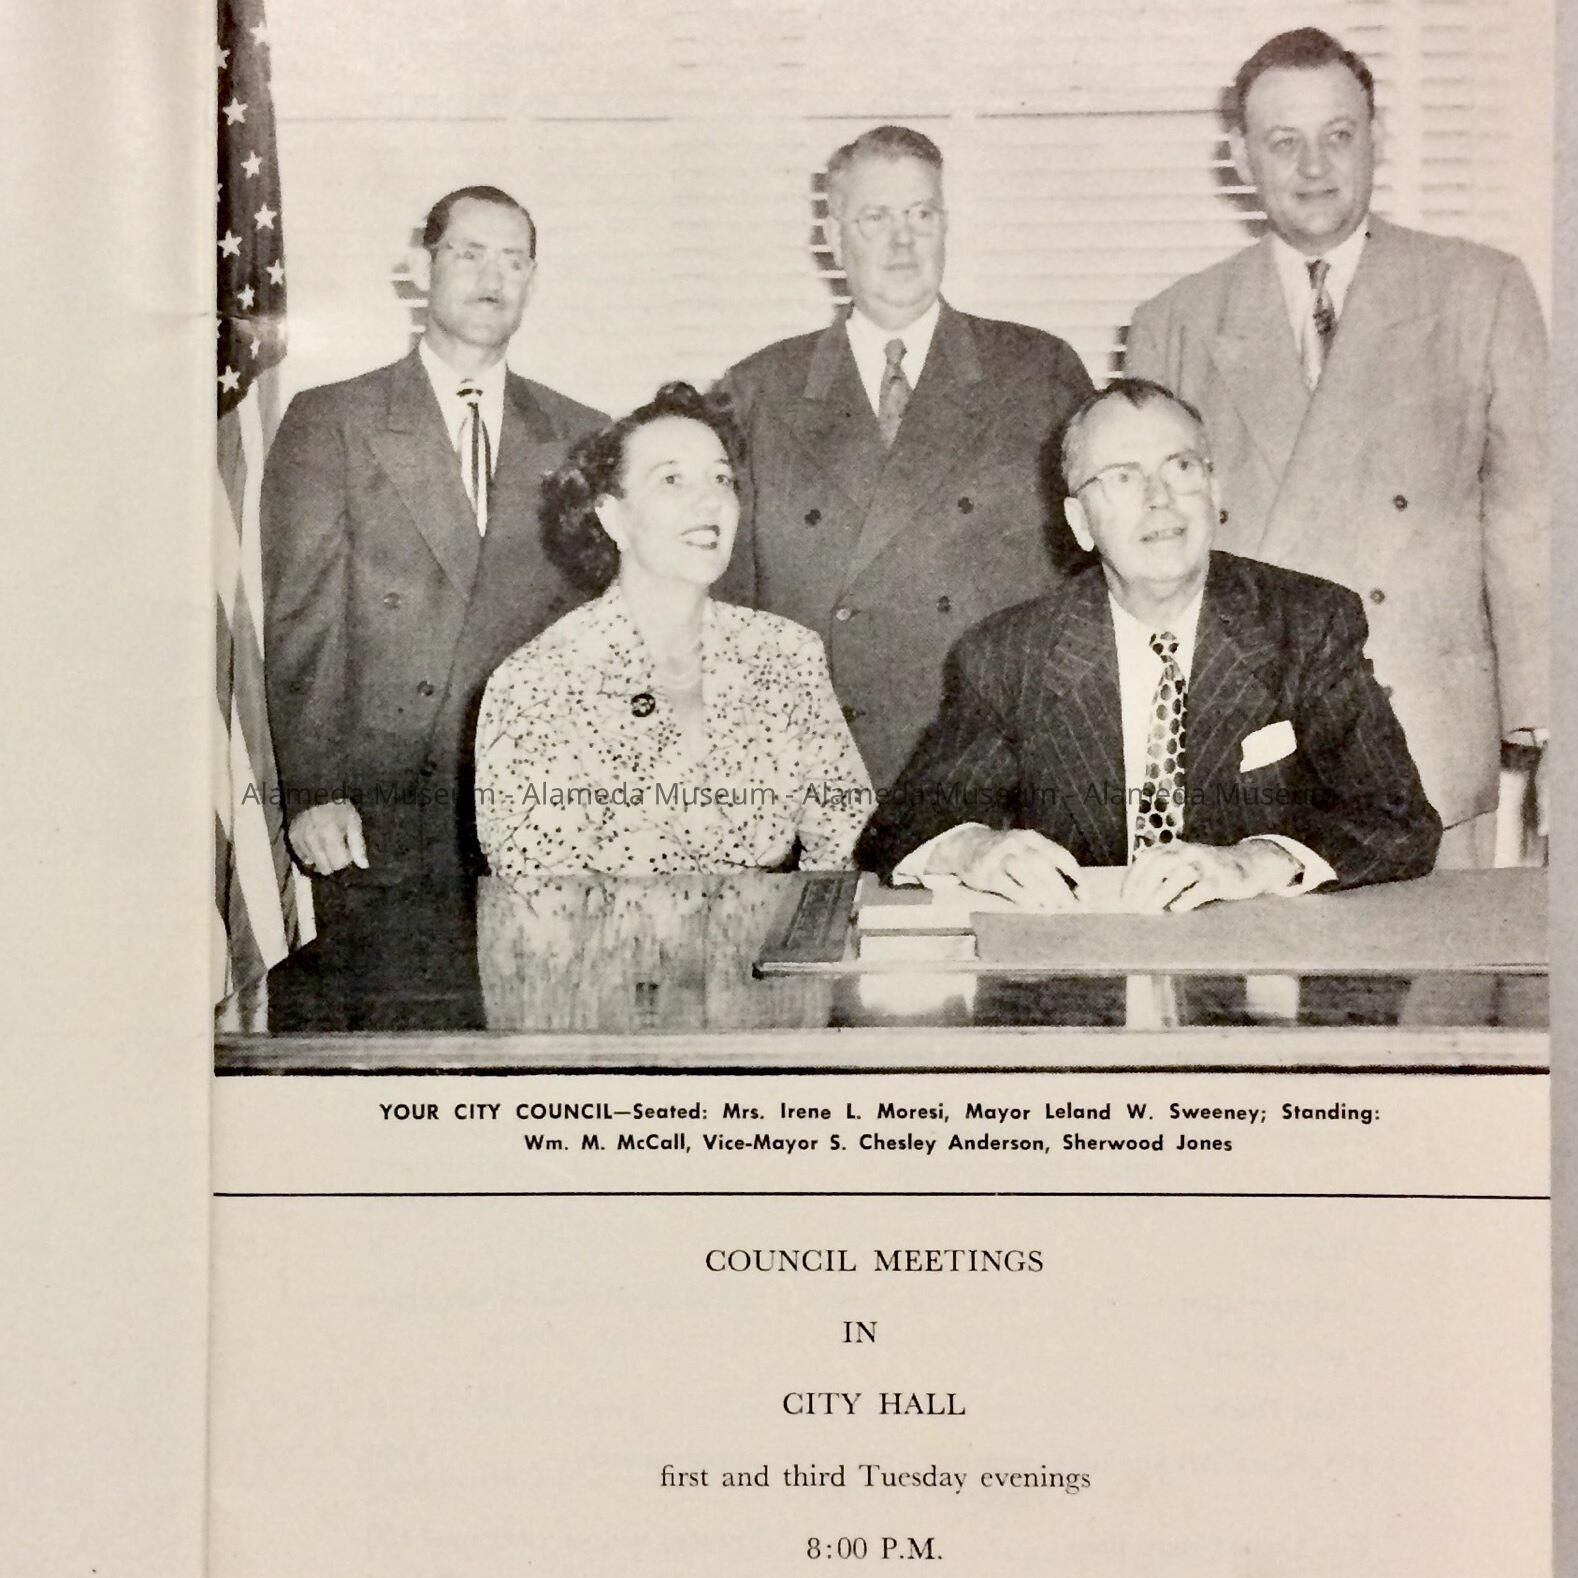 Alameda Museum - Alameda Museum - Alameda Museum - Alameda Museum
YOUR CITY COUNCIL—Seated: Mrs. Irene L. Moresi, Mayor Leland W. Sweeney; Standing:
Wm. M. McCall, Vice-Mayor S. Chesley Anderson, Sherwood Jones
COUNCIL MEETINGS
IN
CITY HALL
first and third Tuesday evenings
8:00 P.M.